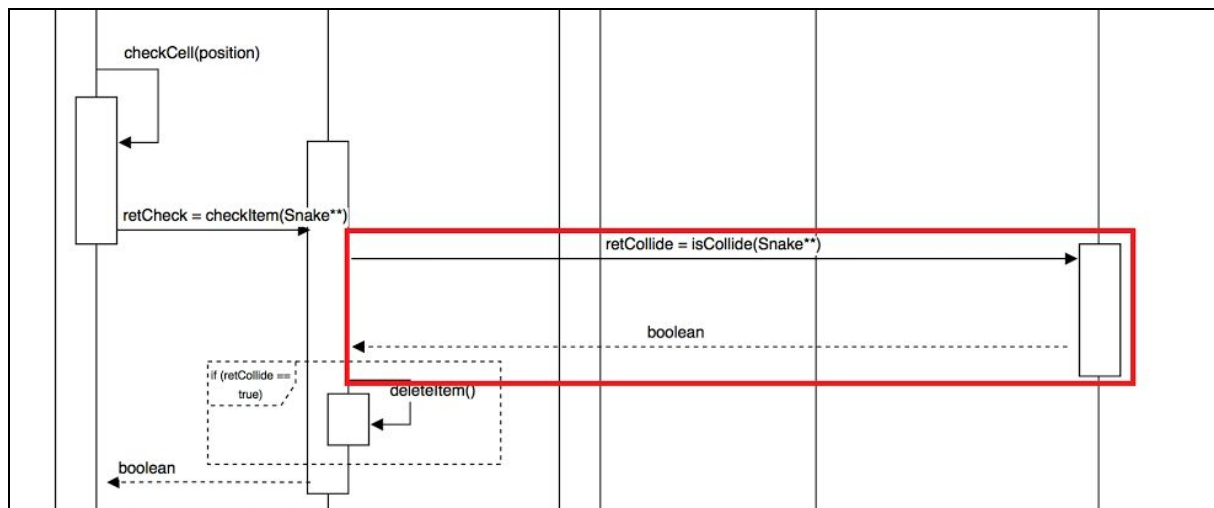 checkCell(position)
retCheck = checkItem(Snake**)
retCollide = isCollide(Snake**)
boolean
if (retCollide ==
true)
deleteItem()
boolean